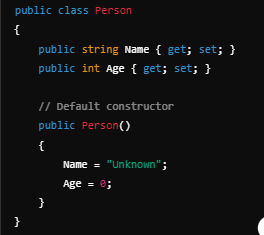 public class Person
{
    public string Name { get; set; }
    public int Age { get; set; }

    // Default constructor
    public Person()
    {
        Name = "Unknown";
        Age = 0;
    }
}